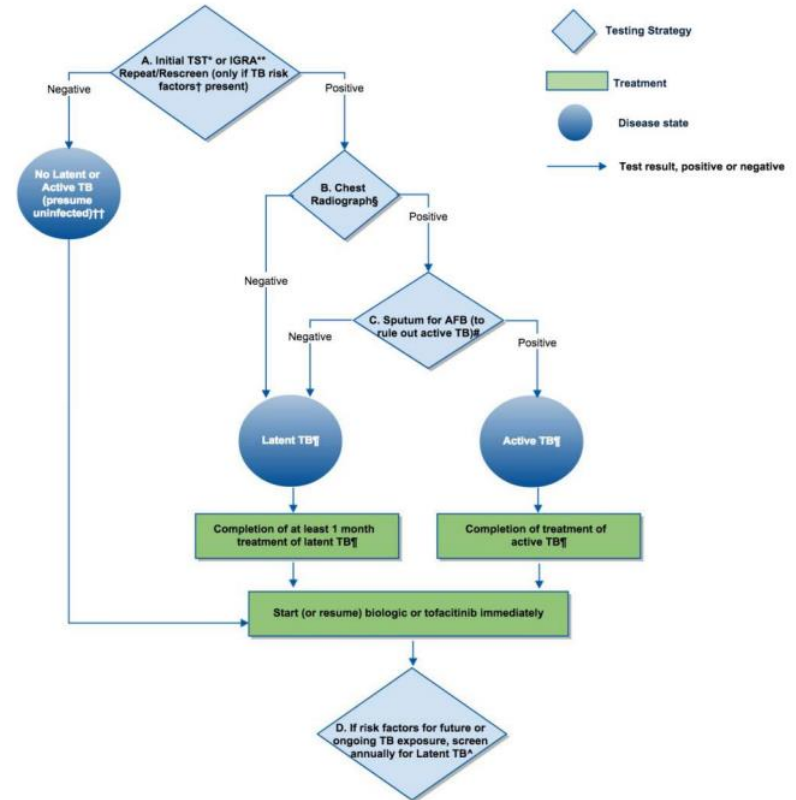 A. Initial TST* or IGRA**
Repeat/Rescreen (only if TB risk
factors† present)
Negative
Positive
Testing Strategy
Treatment
Disease state
Test result, positive or negative
No Latent or
Active TB
(presume
uninfected)††
B. Chest
Radiograph§
Negative
Positive
C. Sputum for AFB (to
rule out active TB)#
Negative
Positive
Latent TB¶
Active TB¶
Completion of at least 1 month
treatment of latent TB¶
Completion of treatment of
active TB¶
Start (or resume) biologic or tofacitinib immediately
D. If risk factors for future or
ongoing TB exposure, screen
annually for Latent TB^